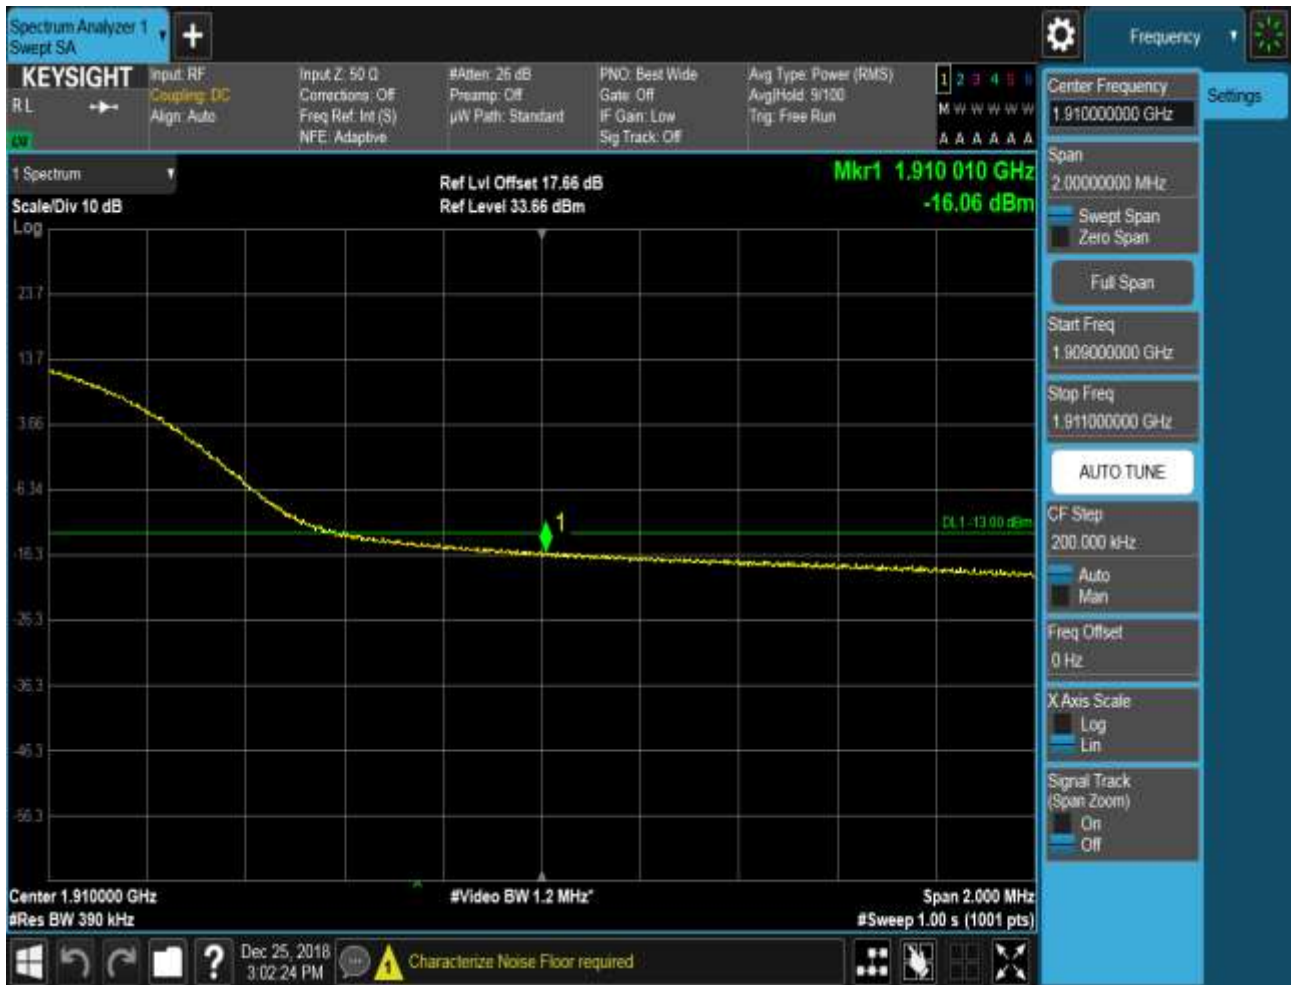 Spectrum Analyzer 1
Swept SA
+
Frequency
KEYSIGHT
R L
Input: RF
Coupling: DC
Align: Auto
Input Z: 50 Ω
Corrections: Off
Freq Ref: Int (S)
NFE: Adaptive
#Atten: 26 dB
Preamp: Off
µW Path: Standard
PNO: Best Wide
Gate: Off
IF Gain: Low
Sig Track: Off
Avg Type: Power (RMS)
Avg|Hold: 9/100
Trig: Free Run
1 2 3 4 5 6
M W W W W W
A A A A A A
1 Spectrum
Scale/Div 10 dB
Log
Ref Lvl Offset 17.66 dB
Ref Level 33.66 dBm
Mkr1 1.910 010 GHz
-16.06 dBm
23.7
13.7
3.66
-6.34
-16.3
-26.3
-36.3
-46.3
-56.3
1
DL1 -13.00 dBm
Center 1.910000 GHz
#Res BW 390 kHz
#Video BW 1.2 MHz*
Span 2.000 MHz
#Sweep 1.00 s (1001 pts)
Center Frequency
1.910000000 GHz
Settings
Span
2.00000000 MHz
Swept Span
Zero Span
Full Span
Start Freq
1.909000000 GHz
Stop Freq
1.911000000 GHz
AUTO TUNE
CF Step
200.000 kHz
Auto
Man
Freq Offset
0 Hz
X Axis Scale
Log
Lin
Signal Track
(Span Zoom)
On
Off
?
Dec 25, 2018
3:02:24 PM
1
Characterize Noise Floor required